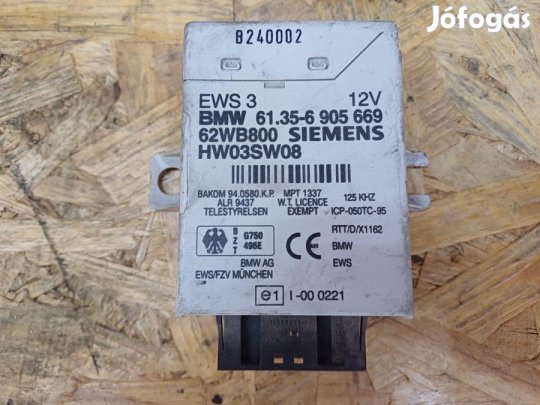 Jófogás
B240002
EWS 3 12V
BMW 61.35-6 905 669
62WB800 SIEMENS
HW03SW08
BAKOM 94.0580.K.P. MPT 1337 125 KHZ
ALR 9437 W.T. LICENCE
TELESTYRELSEN EXEMPT ICP-050TC-95
B Z T G750 496E CE RTT/D/X1162
BMW
BMW AG EWS
EWS/FZV MÜNCHEN
e1 I-00 0221